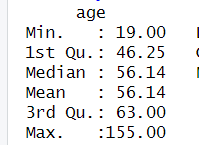 age
Min.   : 19.00
1st Qu.: 46.25
Median : 56.14
Mean   : 56.14
3rd Qu.: 63.00
Max.   :155.00